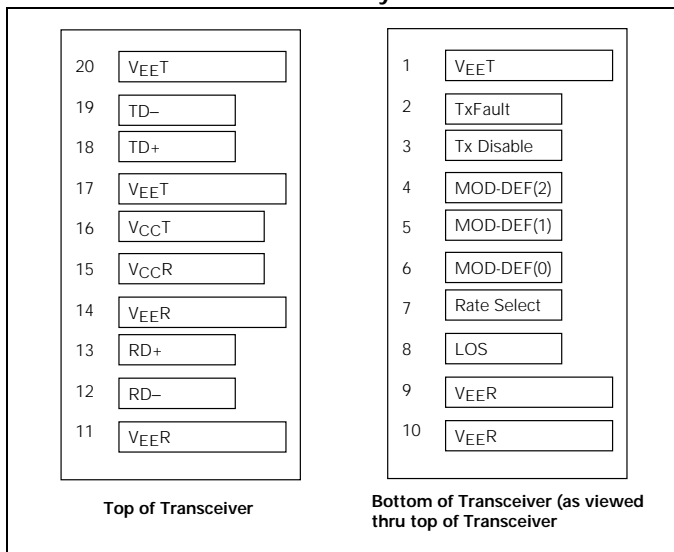 20 VEET
19 TD–
18 TD+
17 VEET
16 VCCT
15 VCCR
14 VEER
13 RD+
12 RD–
11 VEER
Top of Transceiver
1 VEET
2 TxFault
3 Tx Disable
4 MOD-DEF(2)
5 MOD-DEF(1)
6 MOD-DEF(0)
7 Rate Select
8 LOS
9 VEER
10 VEER
Bottom of Transceiver (as viewed
thru top of Transceiver